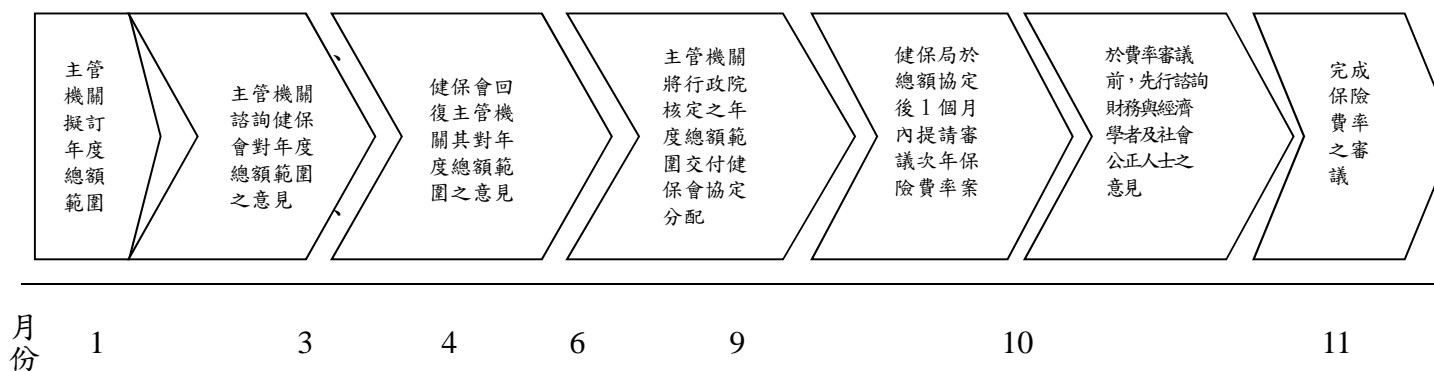 主管
機關
擬訂
年度
總額
範圍
主管機關
諮詢健保
會對年度
總額範圍
之意見
、
、
健保會回
復主管機
關其對年
度總額範
圍之意見
主管機關
將行政院
核定之年
度總額範
圍交付健
保會協定
分配
健保局於
總額協定
後1個月
內提請審
議次年保
險費率案
於費率審議
前，先行諮詢
財務與經濟
學者及社會
公正人士之
意見
完成
保險
費率
之審
議
月份 1 3 4 6 9 10 11